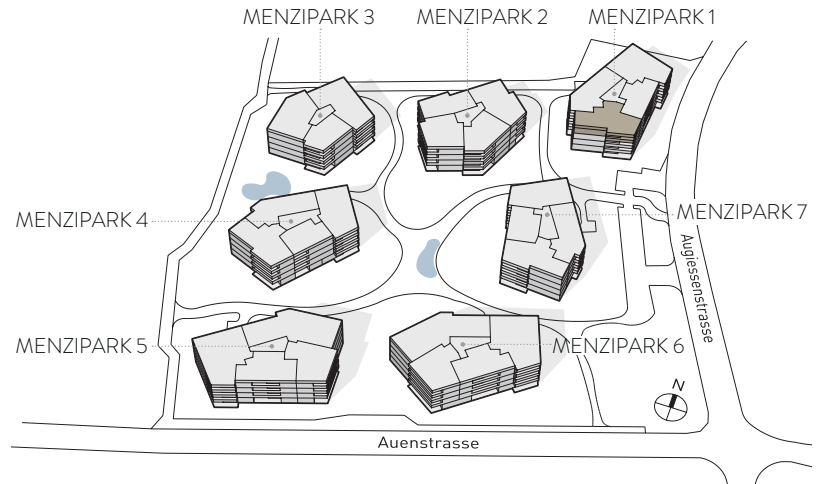 MENZIPARK 3
MENZIPARK 2
MENZIPARK 1
MENZIPARK 4
MENZIPARK 7
Augiessenstrasse
MENZIPARK 5
MENZIPARK 6
N
Auenstrasse